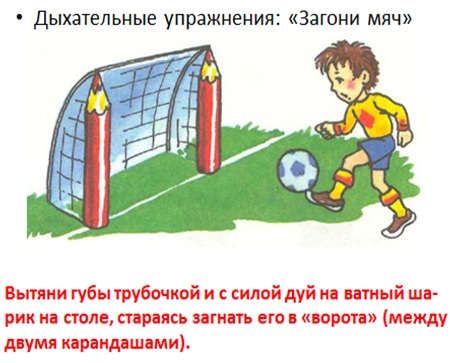 • Дыхательные упражнения: «Загони мяч»
Вытяни губы трубочкой и с силой дуй на ватный ша-
рик на столе, стараясь загнать его в «ворота» (между
двумя карандашами).